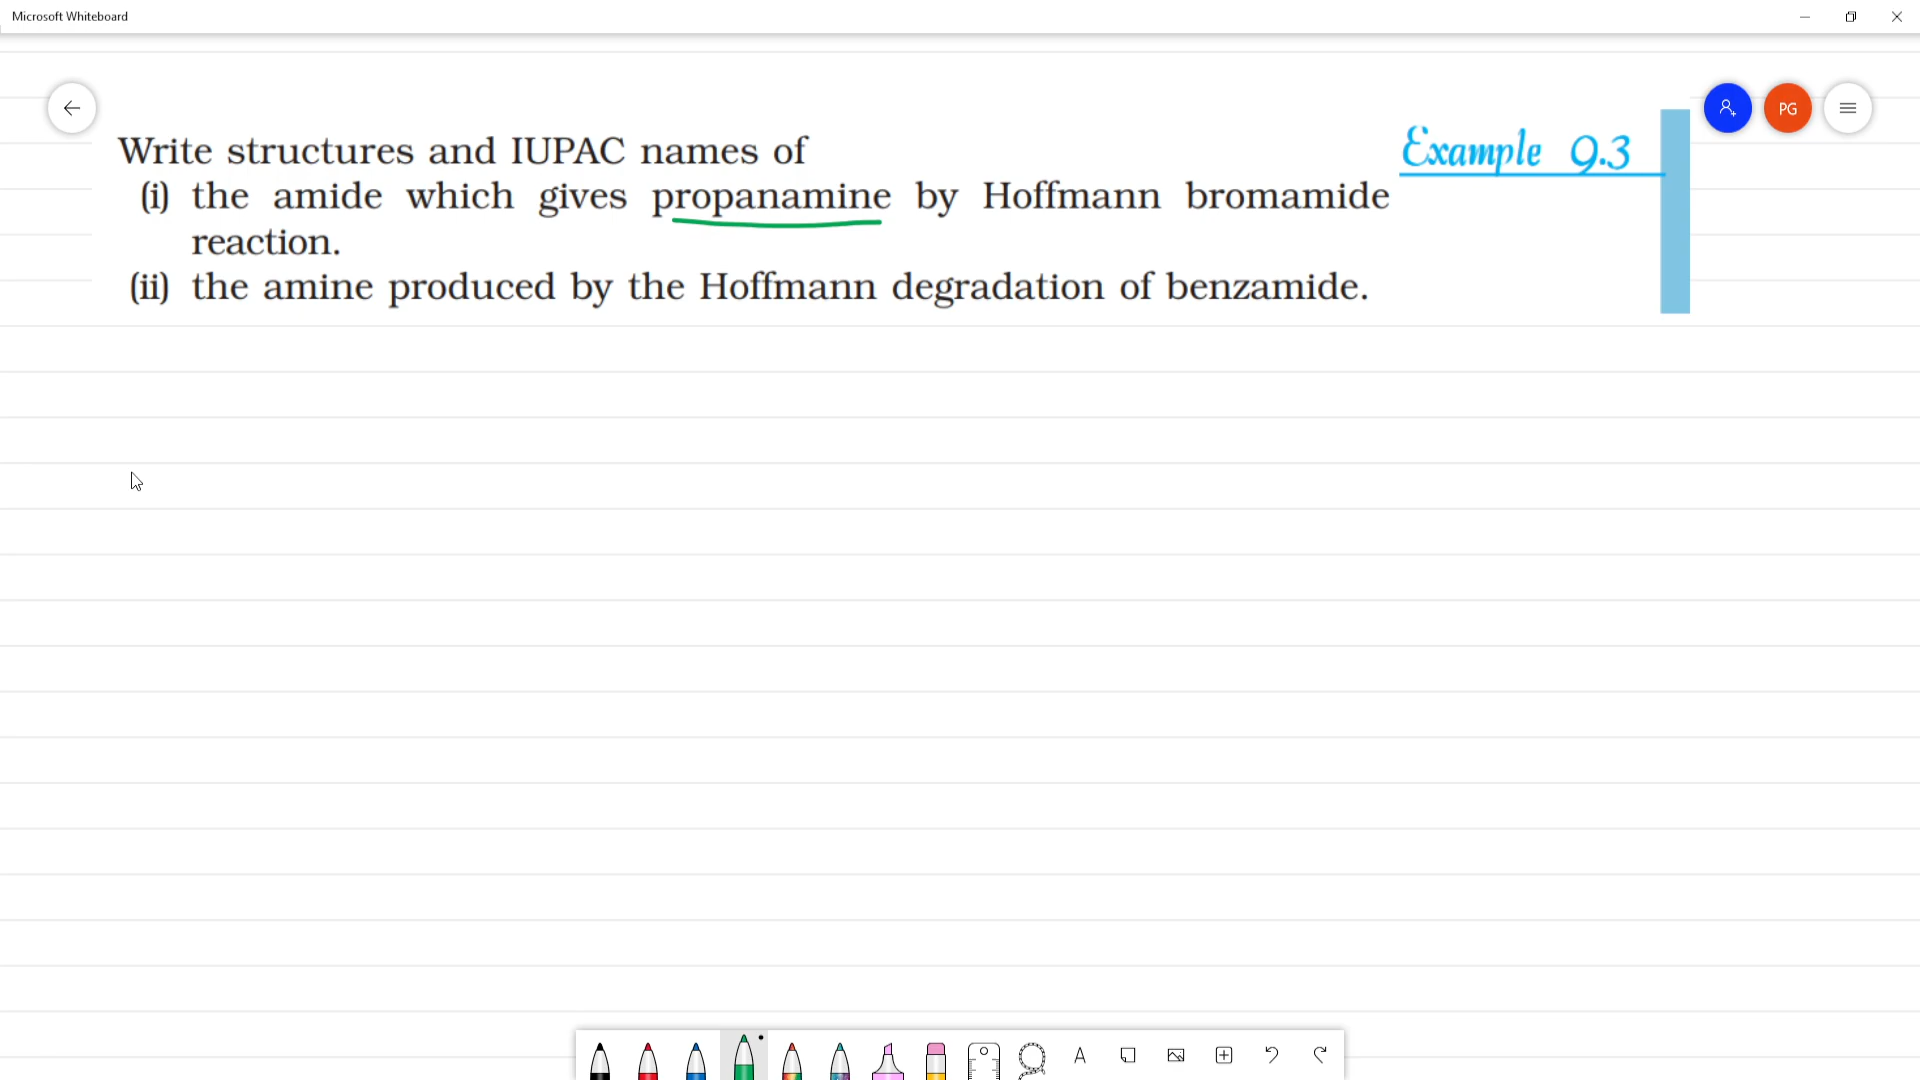 Microsoft Whiteboard
PG
Write structures and IUPAC names of
Example 9.3
(i) the amide which gives propanamine by Hoffmann bromamide
reaction.
(ii) the amine produced by the Hoffmann degradation of benzamide.
A